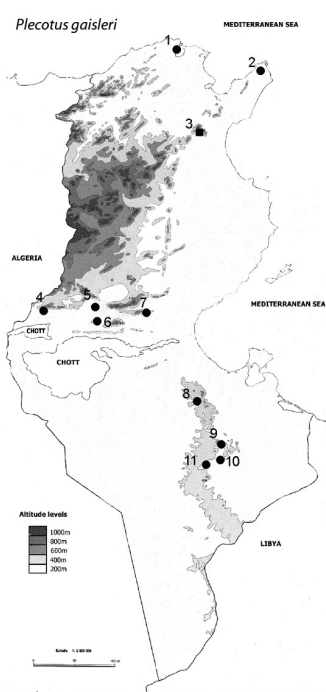 Plecotus gaisleri
MEDITERRANEAN SEA
1
2
3
ALGERIA
MEDITERRANEAN SEA
4
5
6
7
CHOTT
CHOTT
8
9
10
11
Altitude levels
1000m
800m
600m
400m
200m
LIBYA